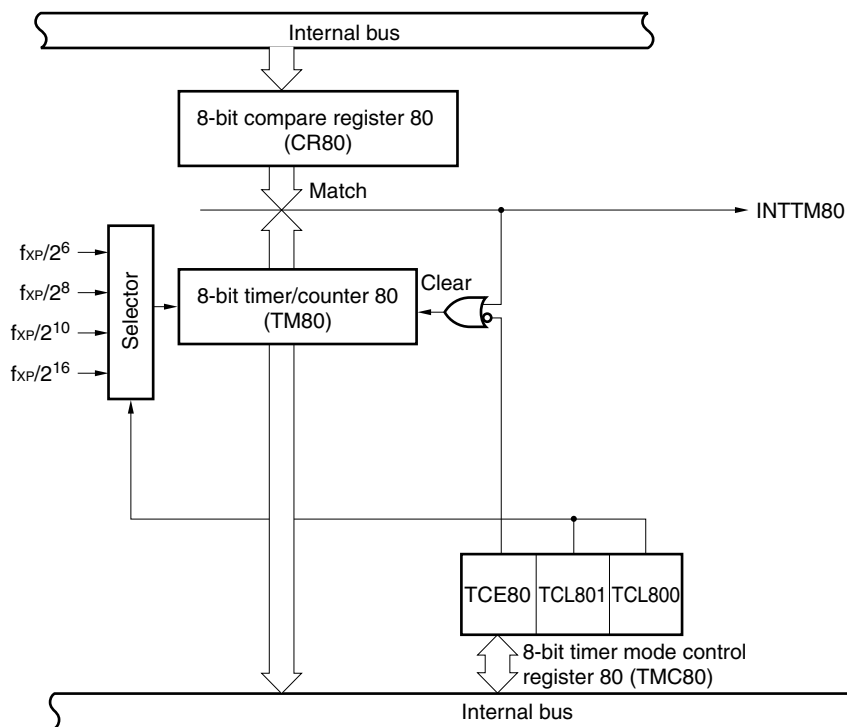 Internal bus
8-bit compare register 80
(CR80)
Match
INTTM80
fXP/2^6
fXP/2^8
fXP/2^10
fXP/2^16
Selector
8-bit timer/counter 80
(TM80)
Clear
TCE80
TCL801
TCL800
8-bit timer mode control
register 80 (TMC80)
Internal bus